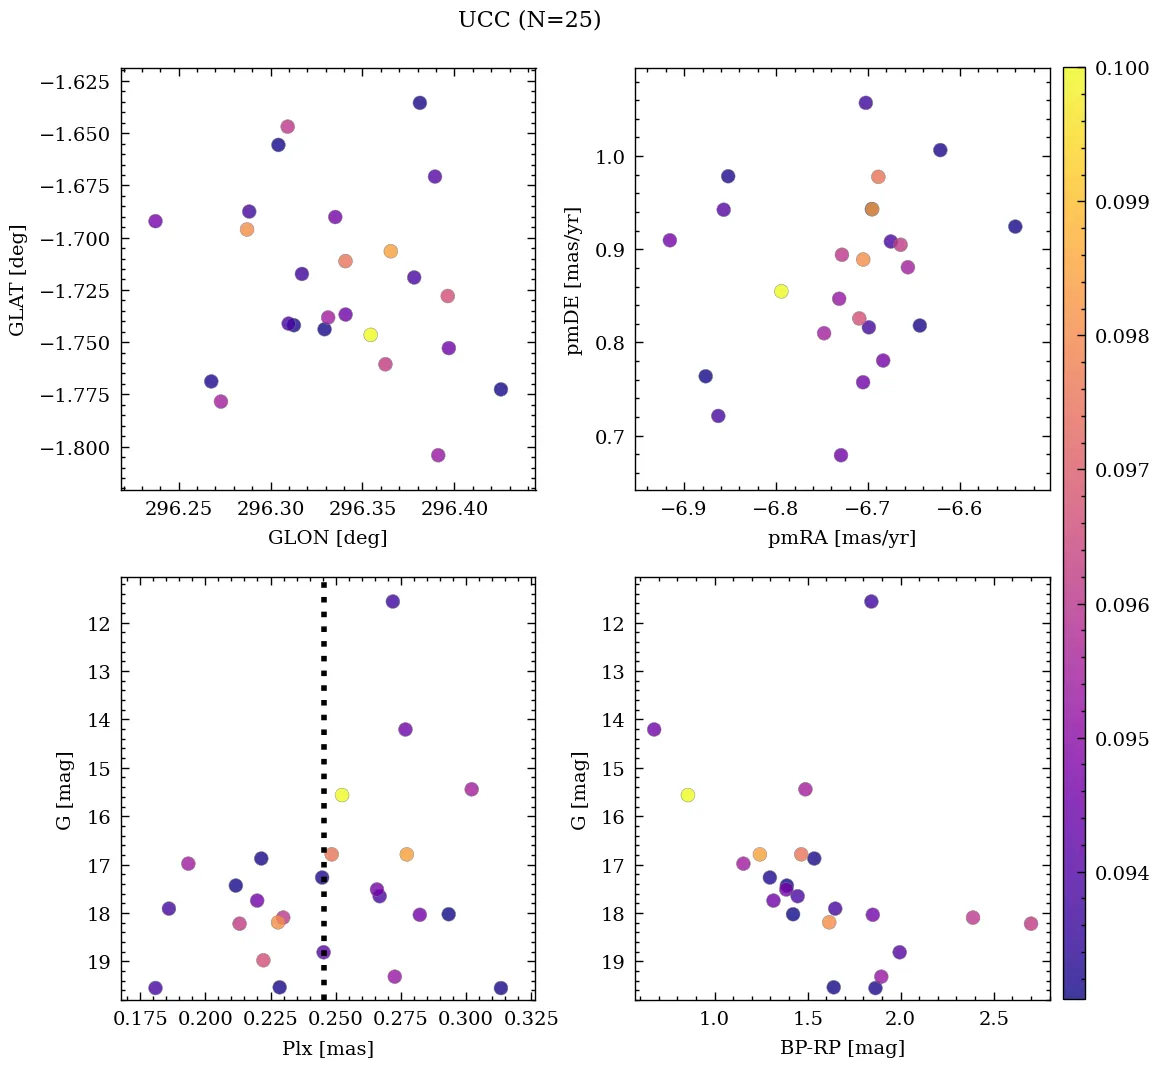 UCC (N=25)
−1.625
−1.650
−1.675
−1.700
−1.725
−1.750
−1.775
−1.800
GLAT [deg]
296.25 296.30 296.35 296.40
GLON [deg]
1.0
0.9
0.8
0.7
pmDE [mas/yr]
−6.9 −6.8 −6.7 −6.6
pmRA [mas/yr]
12
13
14
15
16
17
18
19
G [mag]
0.175 0.200 0.225 0.250 0.275 0.300 0.325
Plx [mas]
12
13
14
15
16
17
18
19
G [mag]
1.0 1.5 2.0 2.5
BP-RP [mag]
0.100
0.099
0.098
0.097
0.096
0.095
0.094